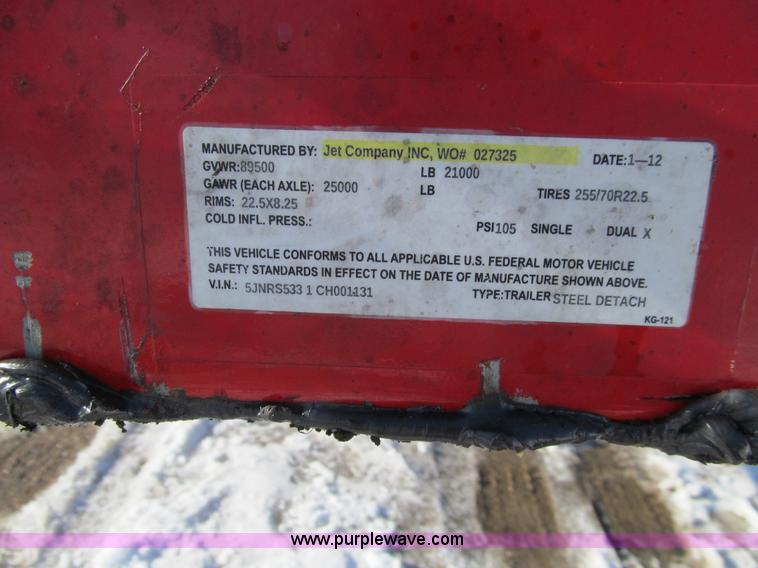 MANUFACTURED BY: Jet Company INC, WO# 027325 DATE:1—12
GVWR:89500 LB 21000
GAWR (EACH AXLE): 25000 LB TIRES 255/70R22.5
RIMS: 22.5X8.25
COLD INFL. PRESS.: PSI105 SINGLE DUAL X
THIS VEHICLE CONFORMS TO ALL APPLICABLE U.S. FEDERAL MOTOR VEHICLE
SAFETY STANDARDS IN EFFECT ON THE DATE OF MANUFACTURE SHOWN ABOVE.
V.I.N.: 5JNRS533 1 CH001131 TYPE:TRAILER STEEL DETACH
KG-121
www.purplewave.com